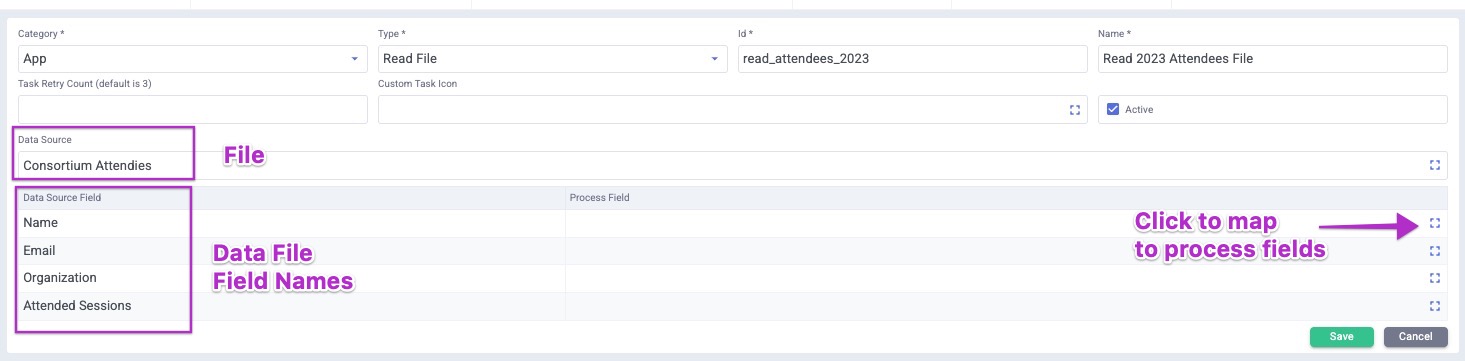 Category *
Type *
Id *
Name *
App
Read File
read_attendees_2023
Read 2023 Attendees File
Task Retry Count (default is 3)
Custom Task Icon
Active
Data Source
Consortium Attendies
File
Data Source Field
Process Field
Name
Email
Organization
Attended Sessions
Data File
Field Names
Click to map
to process fields
Save
Cancel